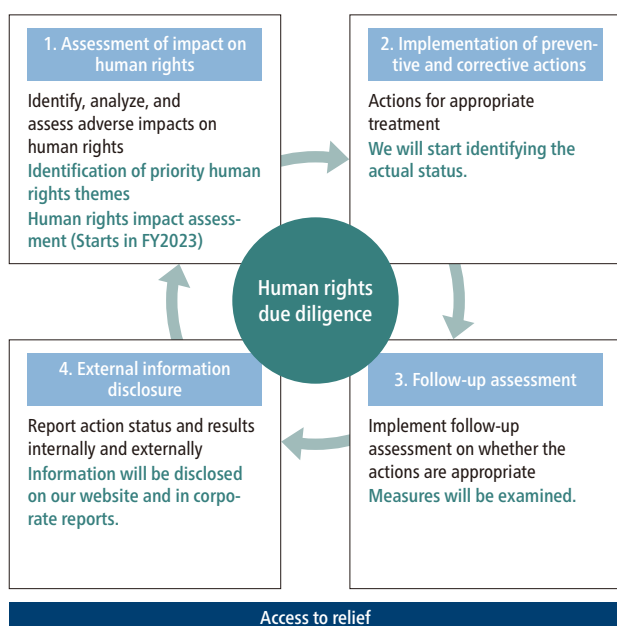 1. Assessment of impact on
human rights
Identify, analyze, and
assess adverse impacts on
human rights
Identification of priority human
rights themes
Human rights impact assess-
ment (Starts in FY2023)
2. Implementation of preven-
tive and corrective actions
Actions for appropriate
treatment
We will start identifying the
actual status.
Human rights
due diligence
4. External information
disclosure
Report action status and results
internally and externally
Information will be disclosed
on our website and in corpo-
rate reports.
3. Follow-up assessment
Implement follow-up
assessment on whether the
actions are appropriate
Measures will be examined.
Access to relief